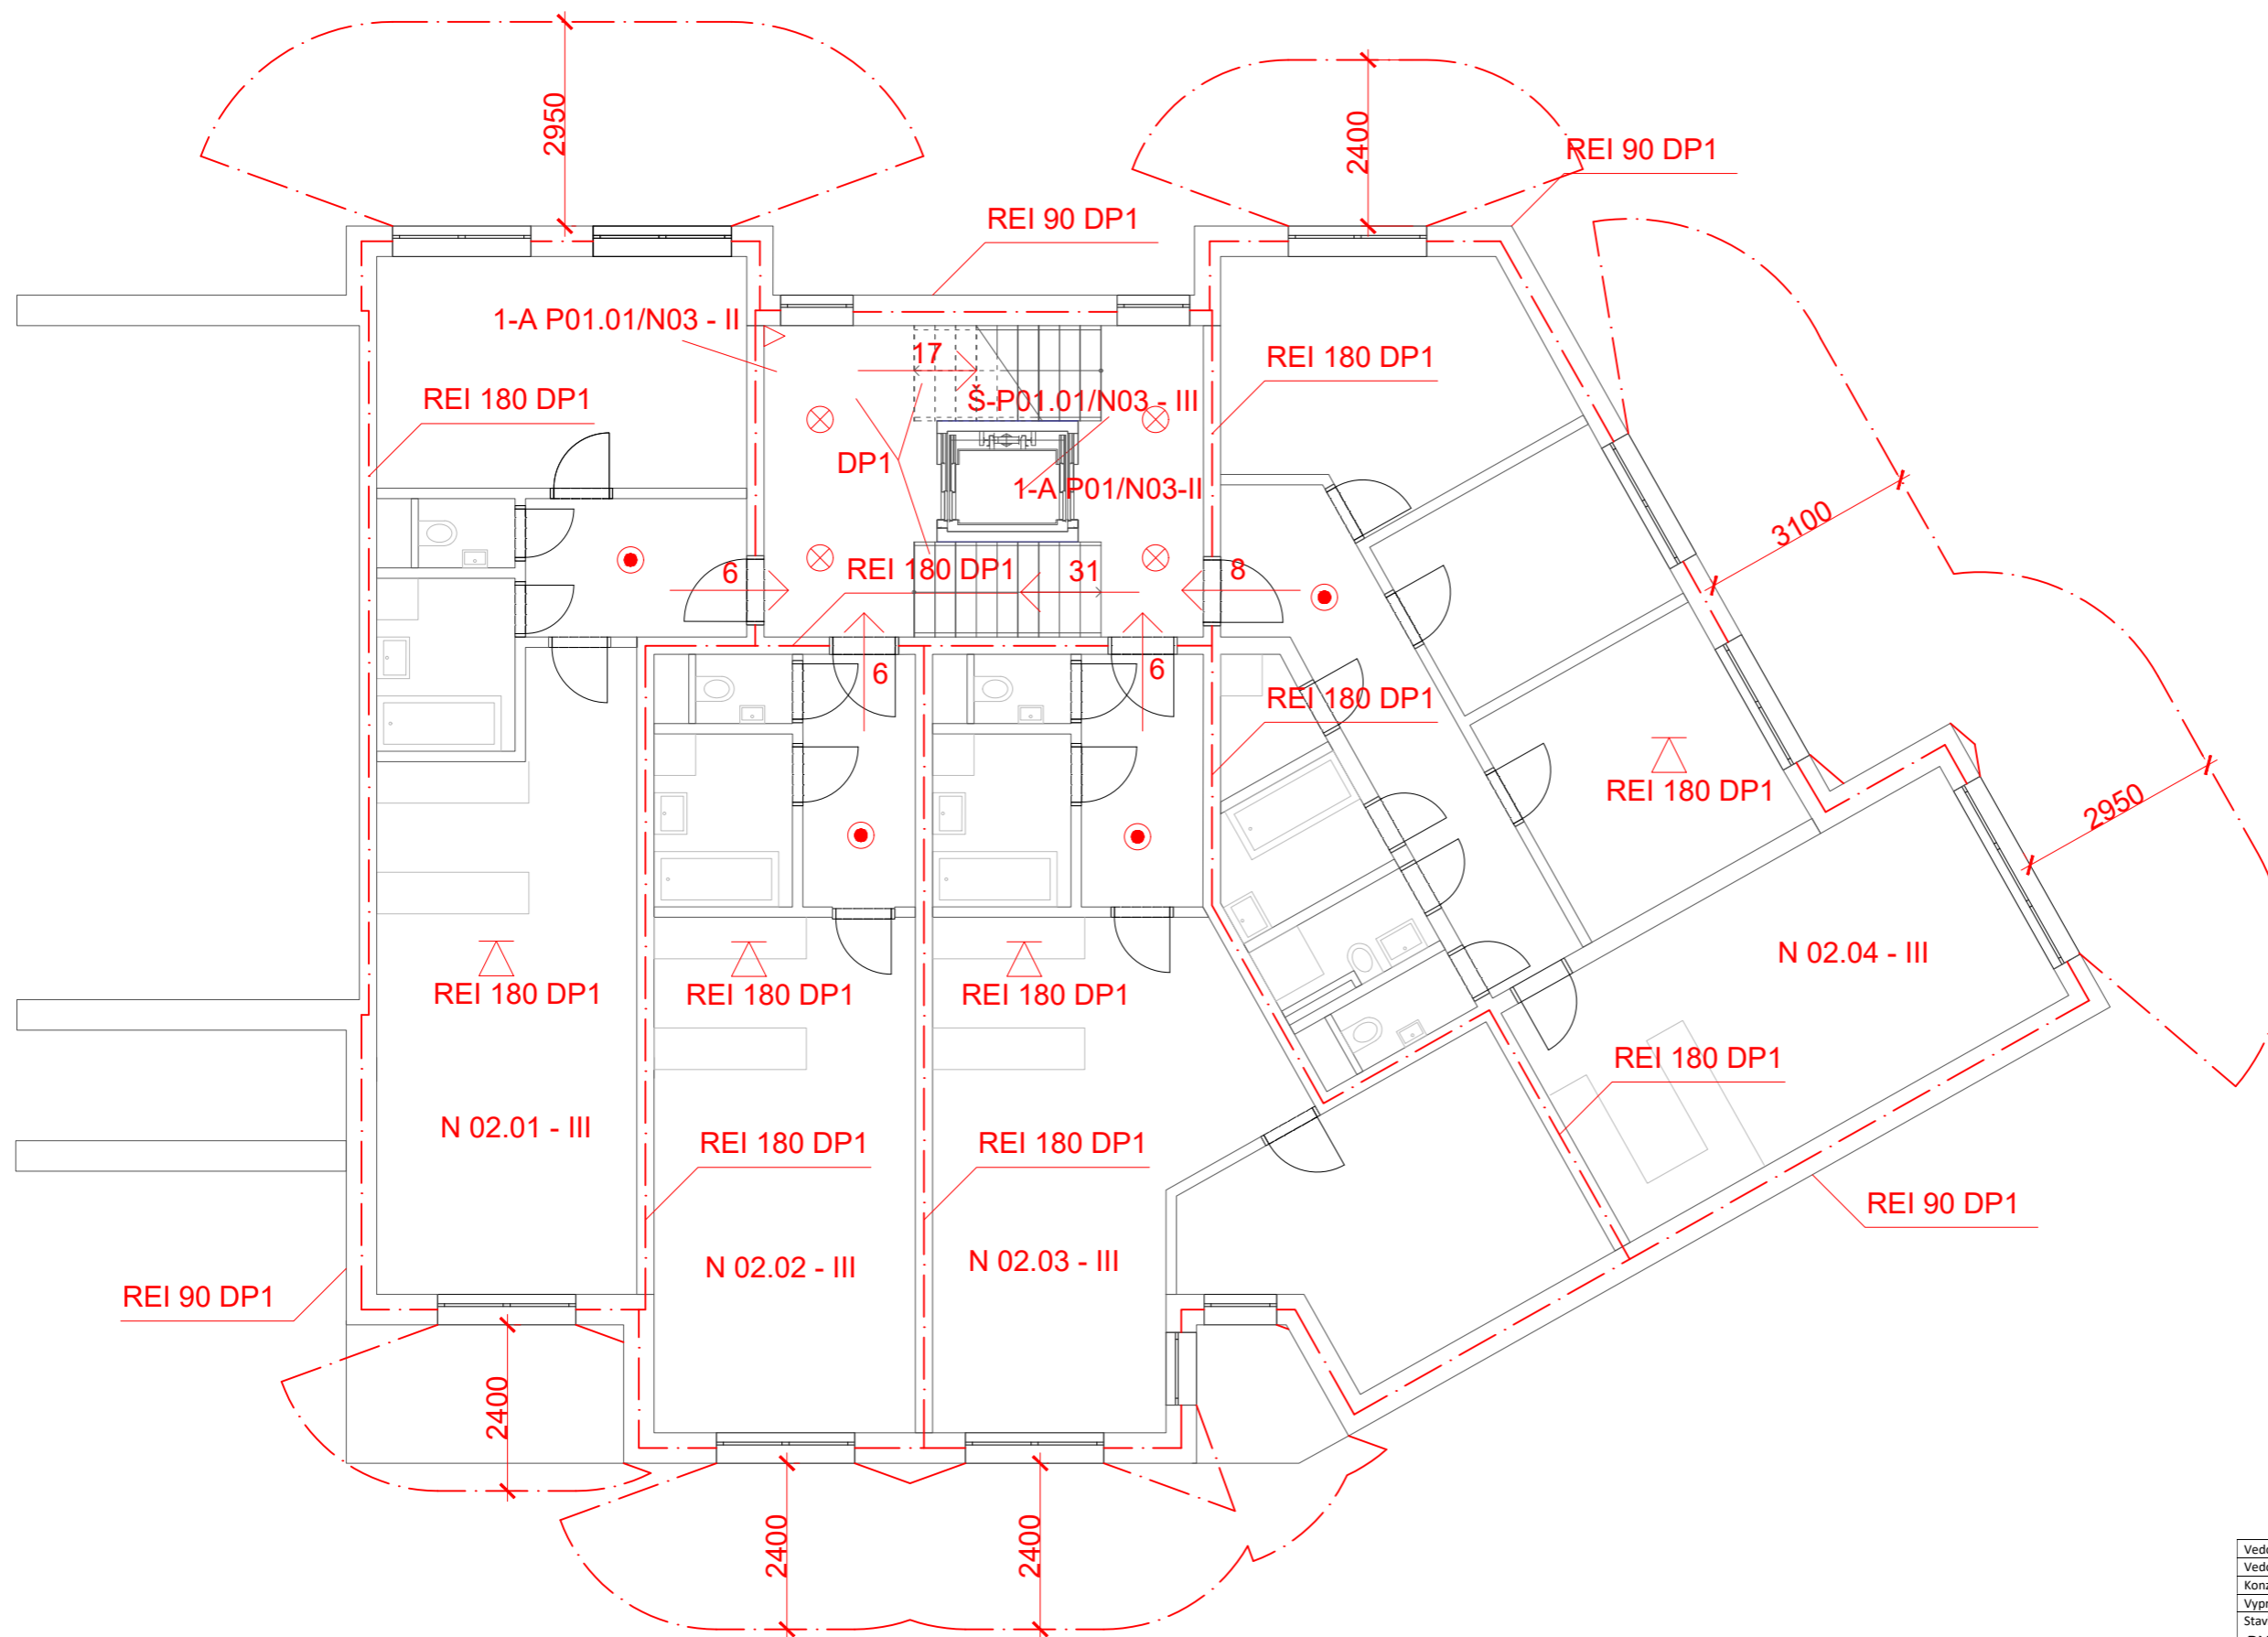 2950
2400
REI 90 DP1
REI 90 DP1
1-A P01.01/N03 - II
17
REI 180 DP1
REI 180 DP1
Š-P01.01/N03 - III
DP1
1-A P01/N03-II
3100
6
REI 180 DP1
31
8
6
6
REI 180 DP1
REI 180 DP1
2950
N 02.04 - III
REI 180 DP1
REI 180 DP1
REI 180 DP1
REI 180 DP1
N 02.01 - III
REI 180 DP1
REI 180 DP1
REI 90 DP1
N 02.02 - III
N 02.03 - III
REI 90 DP1
2400
2400
2400